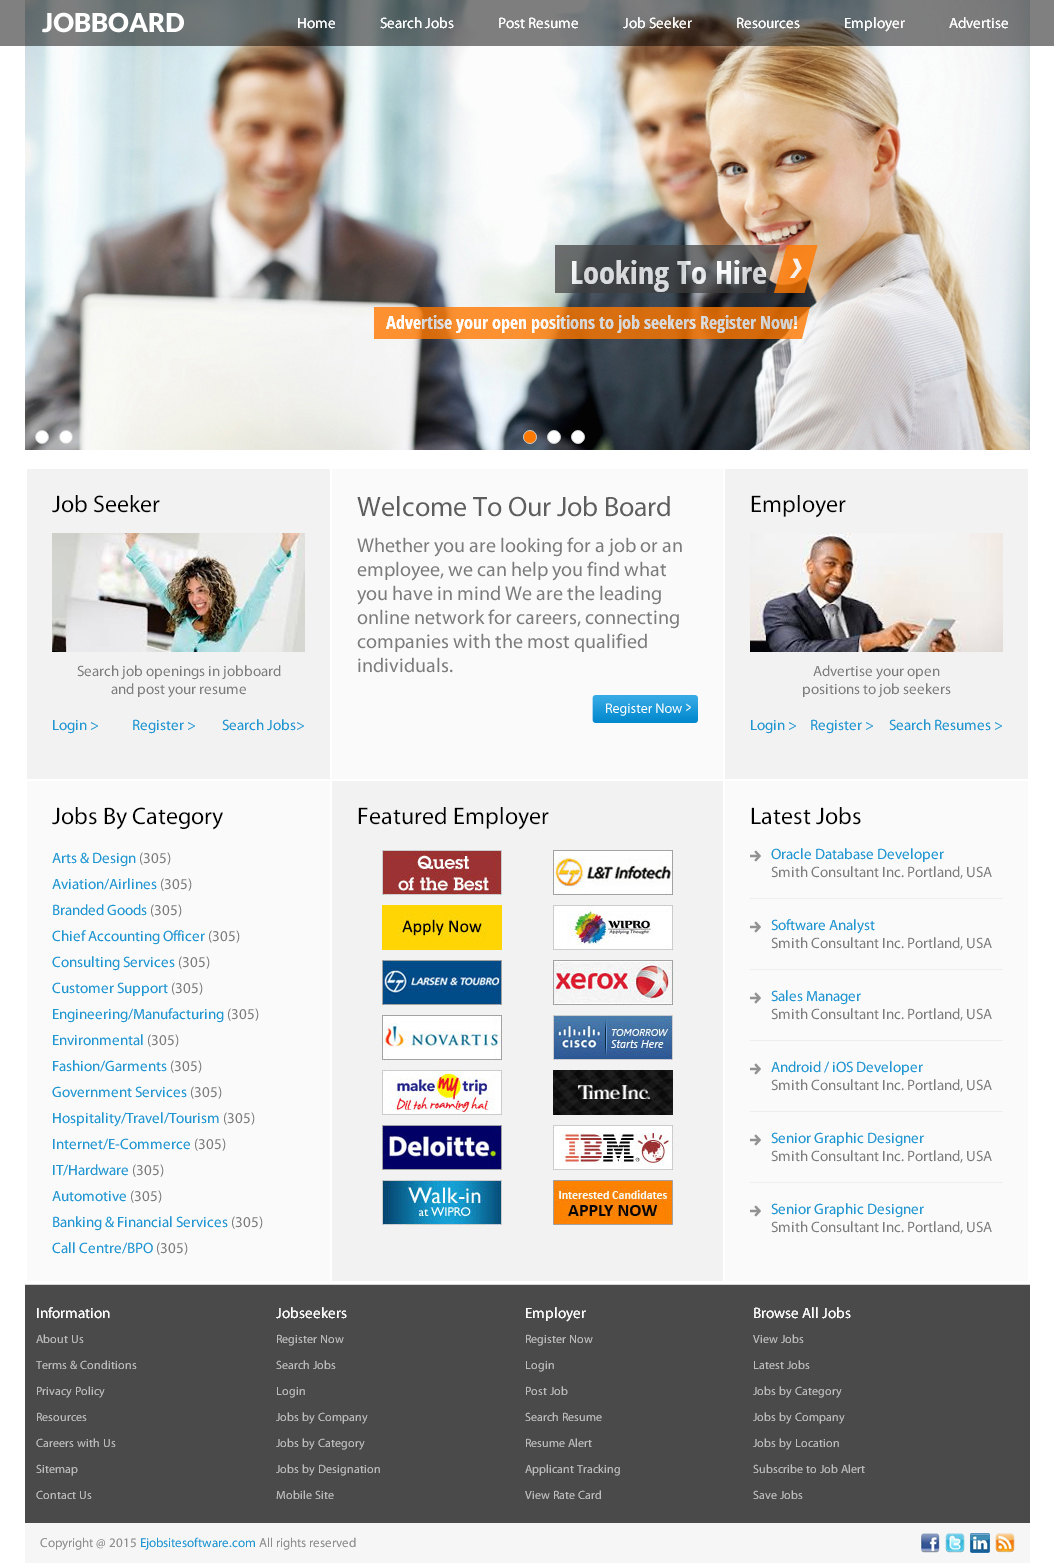 JOBBOARD
Home Search Jobs Post Resume Job Seeker Resources Employer Advertise
Looking To Hire ❯
Advertise your open positions to job seekers Register Now!
Job Seeker
Search job openings in jobboard
and post your resume
Login > Register > Search Jobs>
Welcome To Our Job Board
Whether you are looking for a job or an
employee, we can help you find what
you have in mind We are the leading
online network for careers, connecting
companies with the most qualified
individuals.
Register Now >
Employer
Advertise your open
positions to job seekers
Login > Register > Search Resumes >
Jobs By Category
Arts & Design (305)
Aviation/Airlines (305)
Branded Goods (305)
Chief Accounting Officer (305)
Consulting Services (305)
Customer Support (305)
Engineering/Manufacturing (305)
Environmental (305)
Fashion/Garments (305)
Government Services (305)
Hospitality/Travel/Tourism (305)
Internet/E-Commerce (305)
IT/Hardware (305)
Automotive (305)
Banking & Financial Services (305)
Call Centre/BPO (305)
Featured Employer
Quest
of the Best
L&T Infotech
Apply Now
WIPRO
Applying Thought
LARSEN & TOUBRO
xerox
NOVARTIS
cisco
TOMORROW
Starts Here
make my trip
Dil toh roaming hai
Time Inc.
Deloitte.
IBM
Walk-in
at WIPRO
Interested Candidates
APPLY NOW
Latest Jobs
Oracle Database Developer
Smith Consultant Inc. Portland, USA
Software Analyst
Smith Consultant Inc. Portland, USA
Sales Manager
Smith Consultant Inc. Portland, USA
Android / iOS Developer
Smith Consultant Inc. Portland, USA
Senior Graphic Designer
Smith Consultant Inc. Portland, USA
Senior Graphic Designer
Smith Consultant Inc. Portland, USA
Information
About Us
Terms & Conditions
Privacy Policy
Resources
Careers with Us
Sitemap
Contact Us
Jobseekers
Register Now
Search Jobs
Login
Jobs by Company
Jobs by Category
Jobs by Designation
Mobile Site
Employer
Register Now
Login
Post Job
Search Resume
Resume Alert
Applicant Tracking
View Rate Card
Browse All Jobs
View Jobs
Latest Jobs
Jobs by Category
Jobs by Company
Jobs by Location
Subscribe to Job Alert
Save Jobs
Copyright @ 2015 Ejobsitesoftware.com All rights reserved
f t in